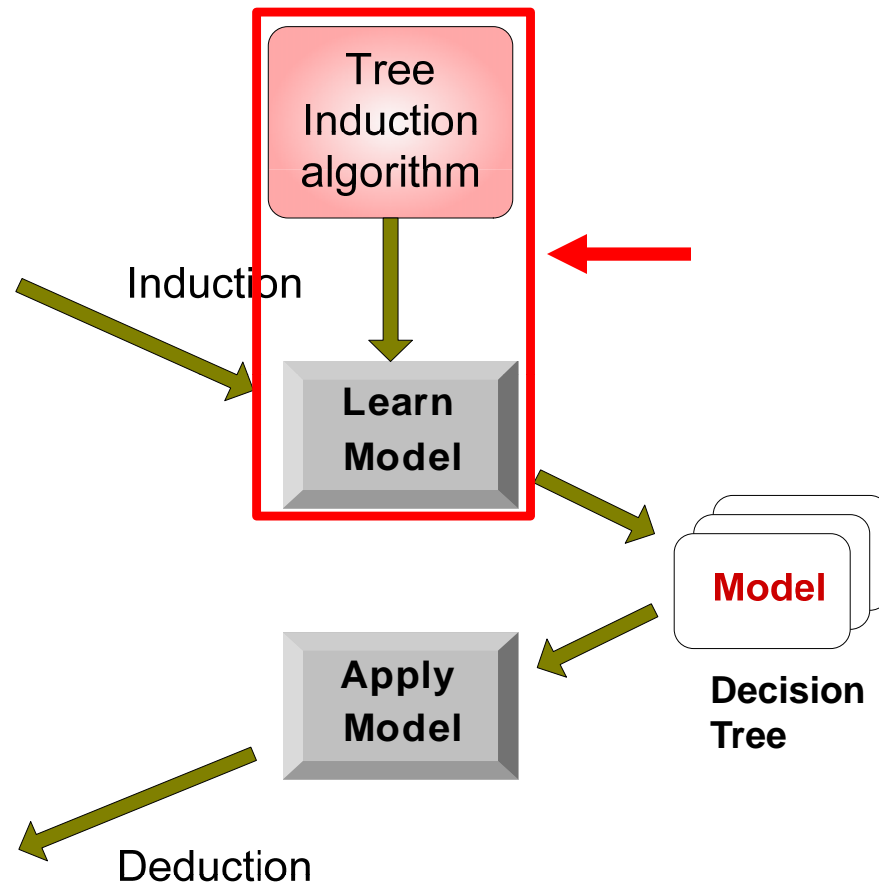 Tree
Induction
algorithm
Induction
Learn
Model
Model
Decision
Tree
Apply
Model
Deduction